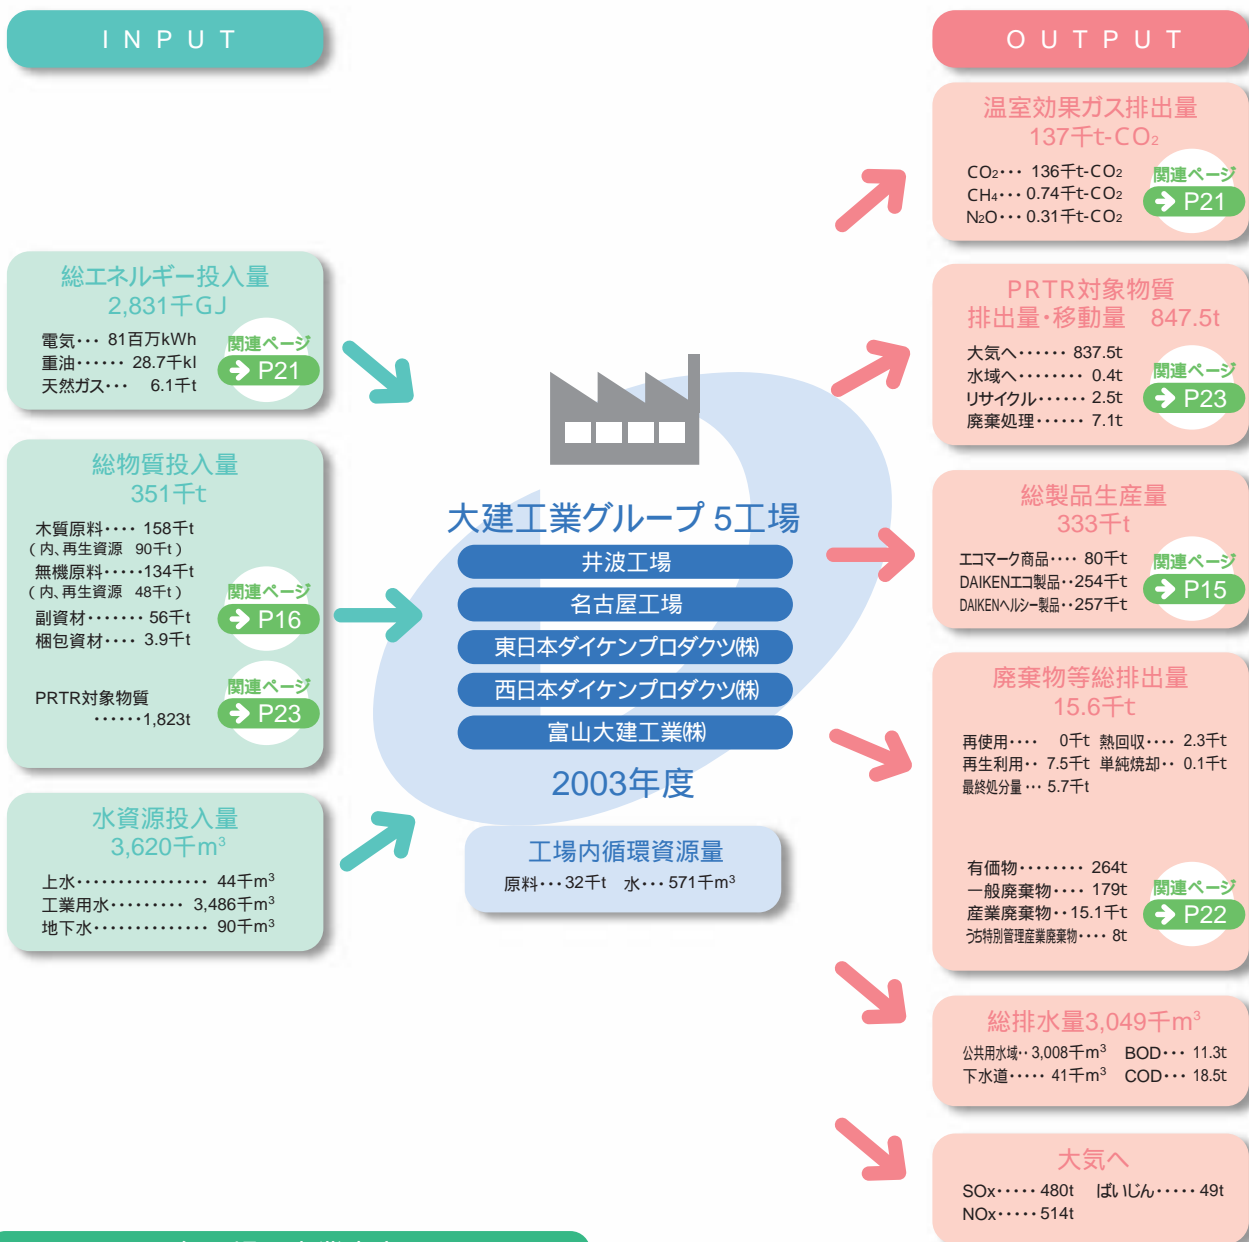 INPUT
総エネルギー投入量
2,831千GJ
電気・・・ 81百万kWh
重油・・・・・・ 28.7千kl
天然ガス・・・ 6.1千t
関連ページ
➔ P21
総物質投入量
351千t
木質原料・・・・ 158千t
(内、再生資源 90千t)
無機原料・・・・・134千t
(内、再生資源 48千t)
副資材・・・・・・・ 56千t
梱包資材・・・・ 3.9千t
関連ページ
➔ P16
PRTR対象物質
・・・・・・1,823t
関連ページ
➔ P23
水資源投入量
3,620千m³
上水・・・・・・・・・・・・・・・ 44千m³
工業用水・・・・・・・・・ 3,486千m³
地下水・・・・・・・・・・・・・・ 90千m³
大建工業グループ 5工場
井波工場
名古屋工場
東日本ダイケンプロダクツ㈱
西日本ダイケンプロダクツ㈱
富山大建工業㈱
2003年度
工場内循環資源量
原料・・・32千t 水・・・571千m³
OUTPUT
温室効果ガス排出量
137千t-CO₂
CO₂・・・ 136千t-CO₂
CH₄・・・ 0.74千t-CO₂
N₂O・・・ 0.31千t-CO₂
関連ページ
➔ P21
PRTR対象物質
排出量・移動量 847.5t
大気へ・・・・・・ 837.5t
水域へ・・・・・・・・ 0.4t
リサイクル・・・・・・ 2.5t
廃棄処理・・・・・・ 7.1t
関連ページ
➔ P23
総製品生産量
333千t
エコマーク商品・・・・ 80千t
DAIKENエコ製品・・254千t
DAIKENヘルシー製品・・257千t
関連ページ
➔ P15
廃棄物等総排出量
15.6千t
再使用・・・・ 0千t 熱回収・・・・ 2.3千t
再生利用・・ 7.5千t 単純焼却・・ 0.1千t
最終処分量・・・ 5.7千t
有価物・・・・・・・・ 264t
一般廃棄物・・・・ 179t
産業廃棄物・・15.1千t
うち特別管理産業廃棄物・・・・ 8t
関連ページ
➔ P22
総排水量3,049千m³
公共用水域・・3,008千m³ BOD・・・ 11.3t
下水道・・・・・ 41千m³ COD・・・ 18.5t
大気へ
SOx・・・・・480t ばいじん・・・・・49t
NOx・・・・・514t